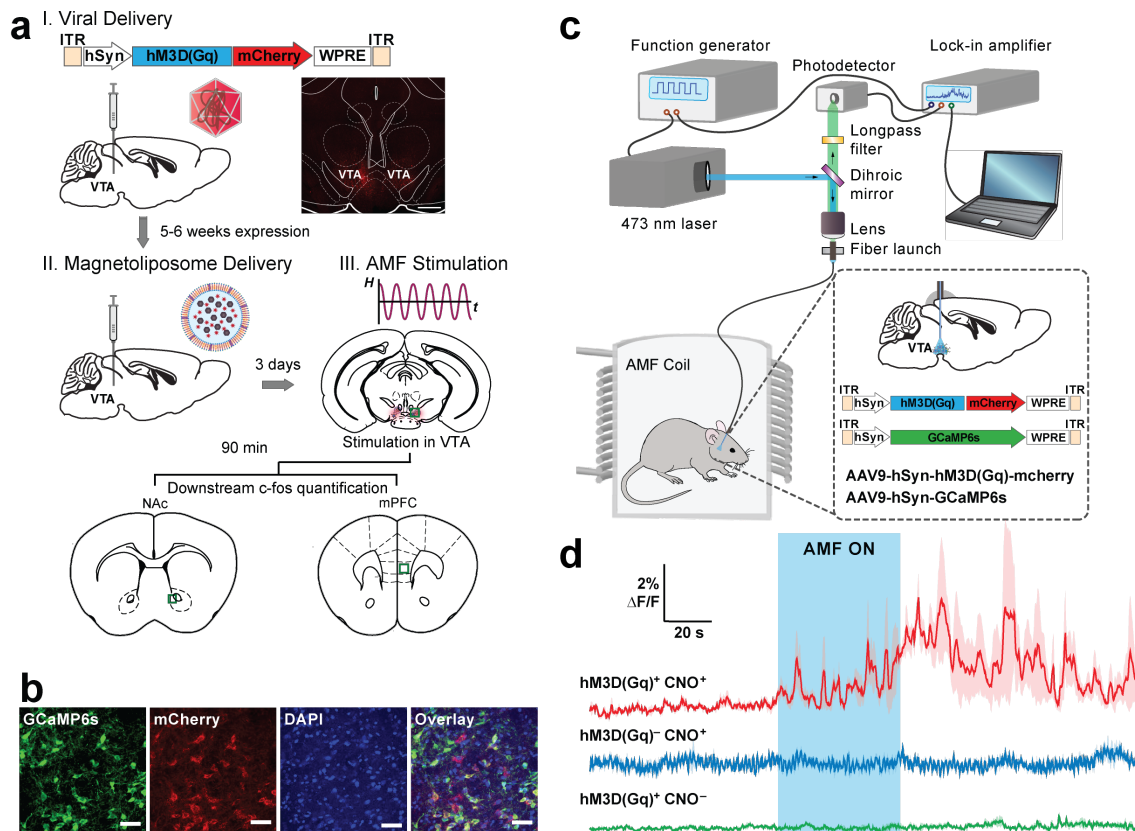 a
I. Viral Delivery
ITR
ITR
hSyn
hM3D(Gq)
mCherry
WPRE
VTA
VTA
VTA
5-6 weeks expression
II. Magnetoliposome Delivery
III. AMF Stimulation
H
t
VTA
3 days
Stimulation in VTA
90 min
Downstream c-fos quantification
NAc
mPFC
b
GCaMP6s
mCherry
DAPI
Overlay
c
Function generator
Lock-in amplifier
Photodetector
Longpass
filter
Dihroic
mirror
473 nm laser
Lens
Fiber launch
AMF Coil
VTA
ITR
ITR
hSyn
hM3D(Gq)
mCherry
WPRE
ITR
ITR
hSyn
GCaMP6s
WPRE
AAV9-hSyn-hM3D(Gq)-mcherry
AAV9-hSyn-GCaMP6s
d
AMF ON
2%
ΔF/F
20 s
hM3D(Gq)⁺ CNO⁺
hM3D(Gq)⁻ CNO⁺
hM3D(Gq)⁺ CNO⁻